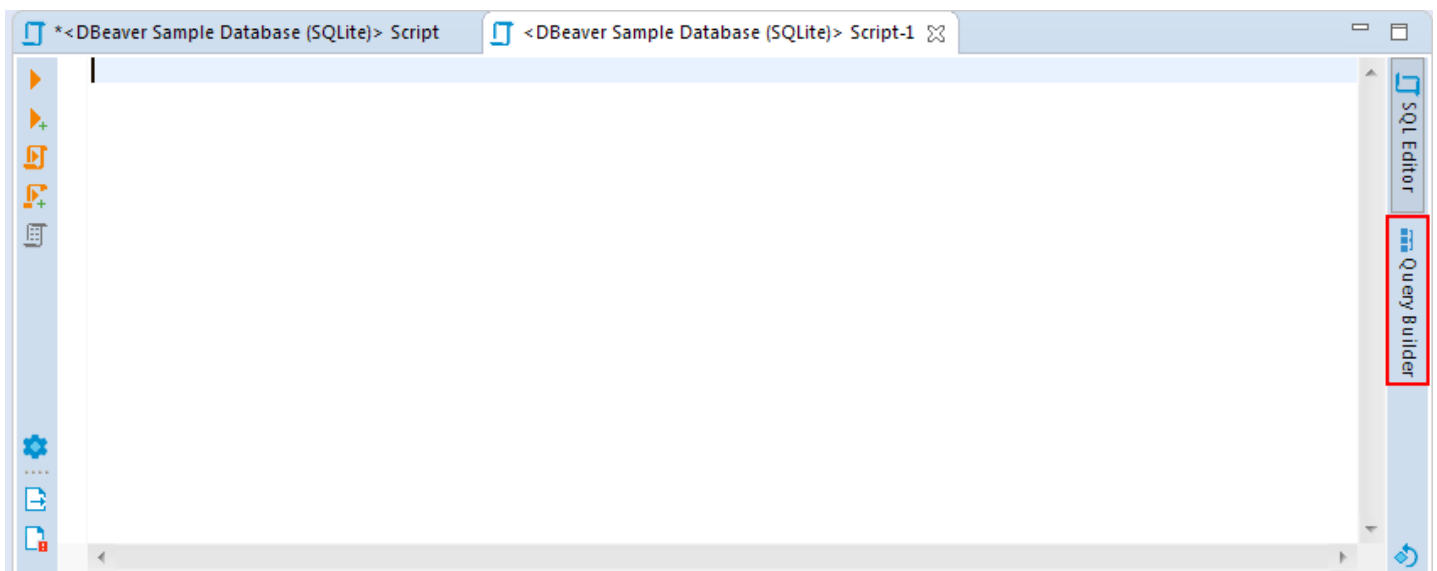 *<DBeaver Sample Database (SQLite)> Script
<DBeaver Sample Database (SQLite)> Script-1
SQL Editor
Query Builder